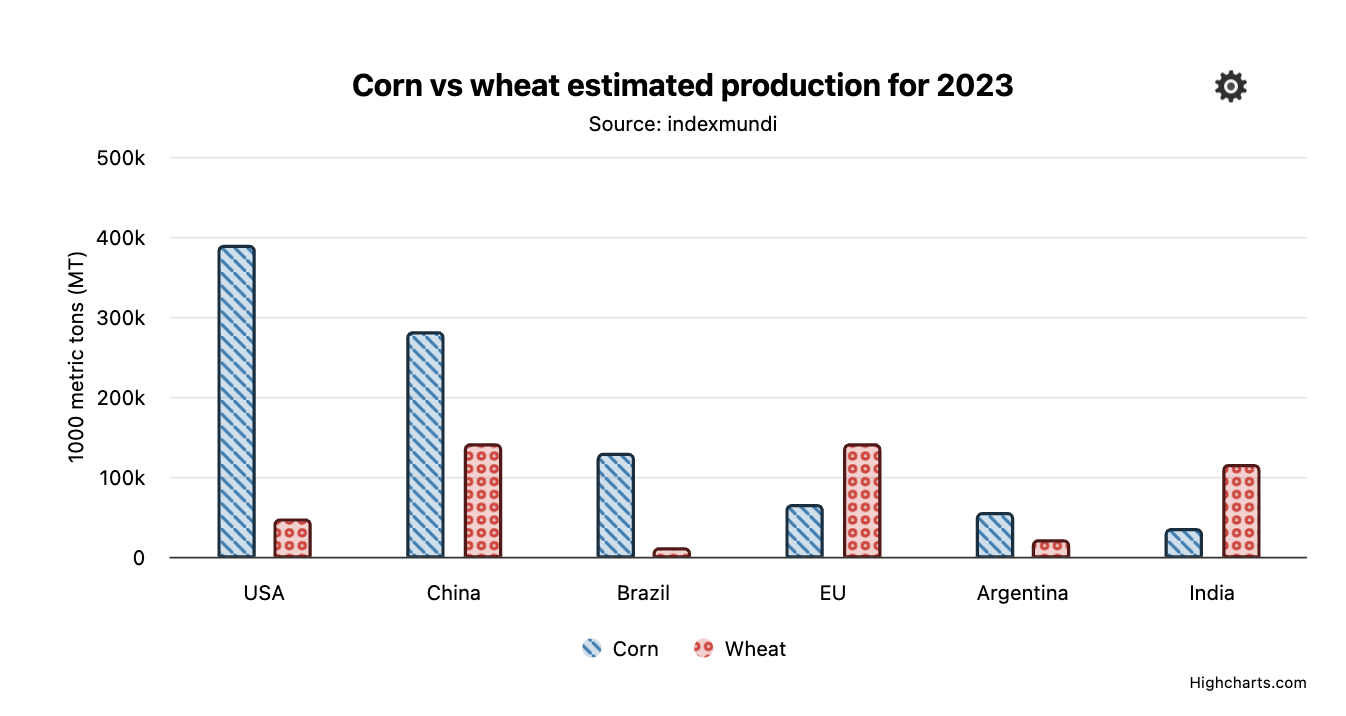 Corn vs wheat estimated production for 2023
Source: indexmundi
1000 metric tons (MT)
500k
400k
300k
200k
100k
0
USA
China
Brazil
EU
Argentina
India
Corn
Wheat
Highcharts.com